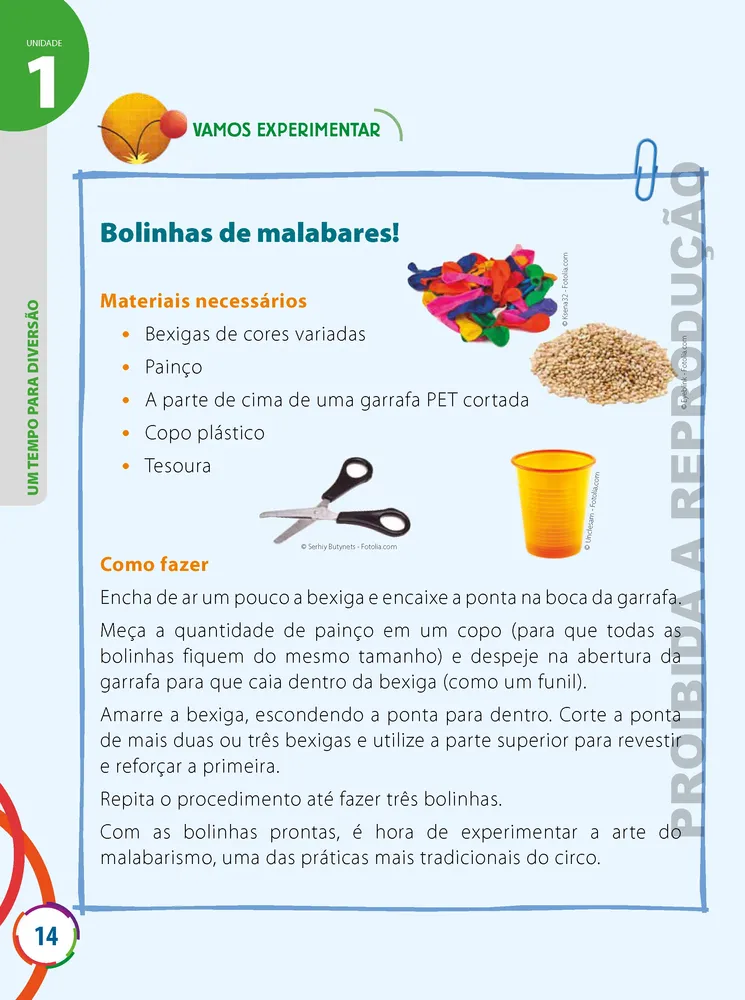 UNIDADE
1
VAMOS EXPERIMENTAR
UM TEMPO PARA DIVERSÃO
Bolinhas de malabares!
Materiais necessários
• Bexigas de cores variadas
• Painço
• A parte de cima de uma garrafa PET cortada
• Copo plástico
• Tesoura
© Ksena32 - Fotolia.com
© Eyeblink - Fotolia.com
© Unclesam - Fotolia.com
© Serhiy Butynets - Fotolia.com
Como fazer
Encha de ar um pouco a bexiga e encaixe a ponta na boca da garrafa.
Meça a quantidade de painço em um copo (para que todas as
bolinhas fiquem do mesmo tamanho) e despeje na abertura da
garrafa para que caia dentro da bexiga (como um funil).
Amarre a bexiga, escondendo a ponta para dentro. Corte a ponta
de mais duas ou três bexigas e utilize a parte superior para revestir
e reforçar a primeira.
Repita o procedimento até fazer três bolinhas.
Com as bolinhas prontas, é hora de experimentar a arte do
malabarismo, uma das práticas mais tradicionais do circo.
PROIBIDA A REPRODUÇÃO
14